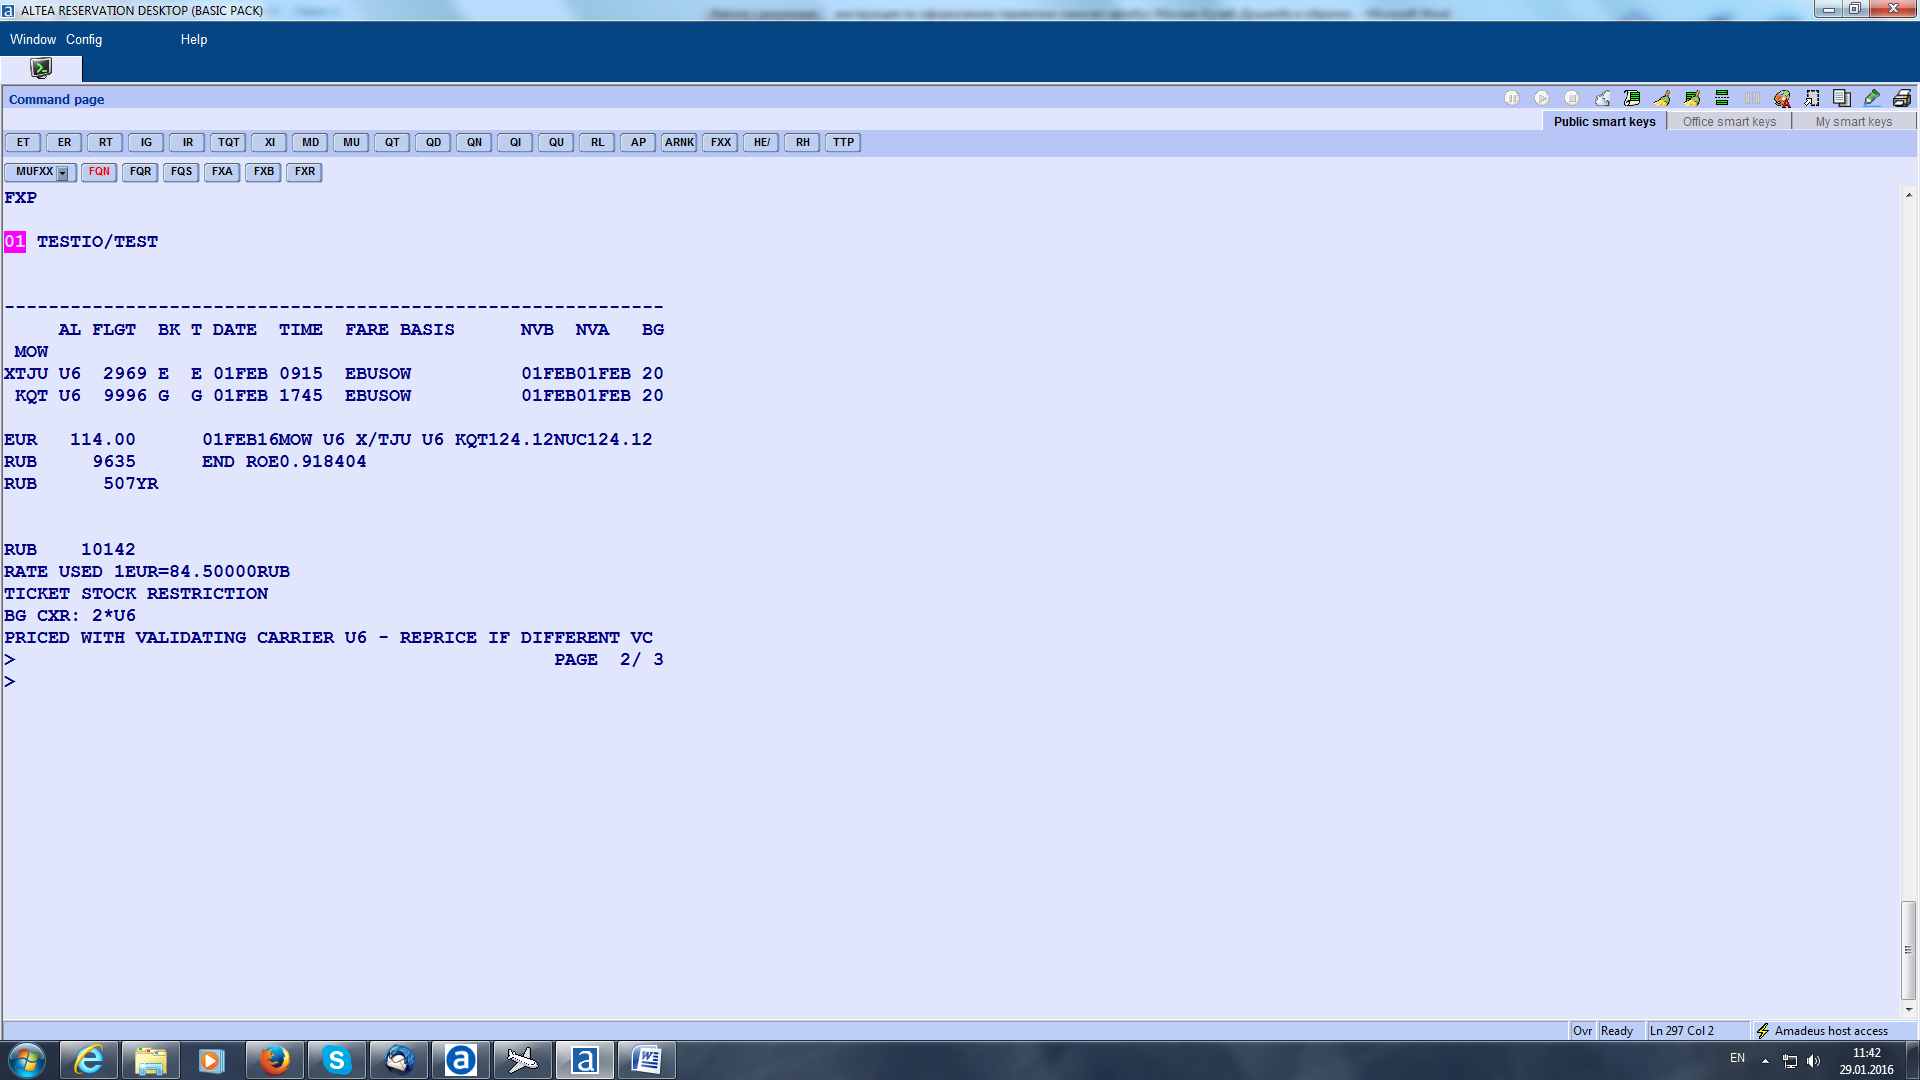 ALTEA RESERVATION DESKTOP (BASIC PACK)
Window Config Help
Command page
Public smart keys Office smart keys My smart keys
ET ER RT IG IR TQT XI MD MU QT QD QN QI QU RL AP ARNK FXX HE/ RH TTP
MUFXX FQN FQR FQS FXA FXB FXR
FXP
01 TESTIO/TEST
------------------------------------------------------------
AL FLGT BK T DATE TIME FARE BASIS NVB NVA BG
MOW
XTJU U6 2969 E E 01FEB 0915 EBUSOW 01FEB01FEB 20
KQT U6 9996 G G 01FEB 1745 EBUSOW 01FEB01FEB 20
EUR 114.00 01FEB16MOW U6 X/TJU U6 KQT124.12NUC124.12
RUB 9635 END ROE0.918404
RUB 507YR
RUB 10142
RATE USED 1EUR=84.50000RUB
TICKET STOCK RESTRICTION
BG CXR: 2*U6
PRICED WITH VALIDATING CARRIER U6 - REPRICE IF DIFFERENT VC
> PAGE 2/ 3
>
Ovr Ready Ln 297 Col 2 Amadeus host access
EN 11:42
29.01.2016